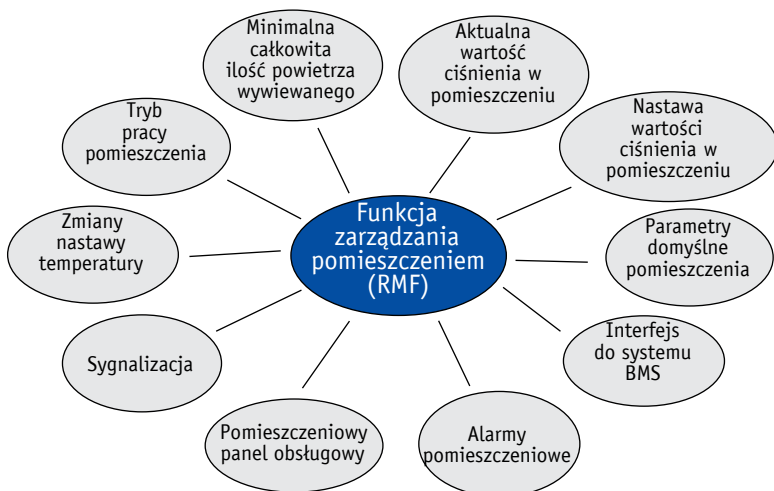 Minimalna
całkowita
ilość powietrza
wywiewanego
Aktualna
wartość
ciśnienia w
pomieszczeniu
Tryb
pracy
pomieszczenia
Nastawa
wartości
ciśnienia w
pomieszczeniu
Funkcja
zarządzania
pomieszczeniem
(RMF)
Zmiany
nastawy
temperatury
Parametry
domyślne
pomieszczenia
Sygnalizacja
Interfejs
do systemu
BMS
Pomieszczeniowy
panel obsługowy
Alarmy
pomieszczeniowe